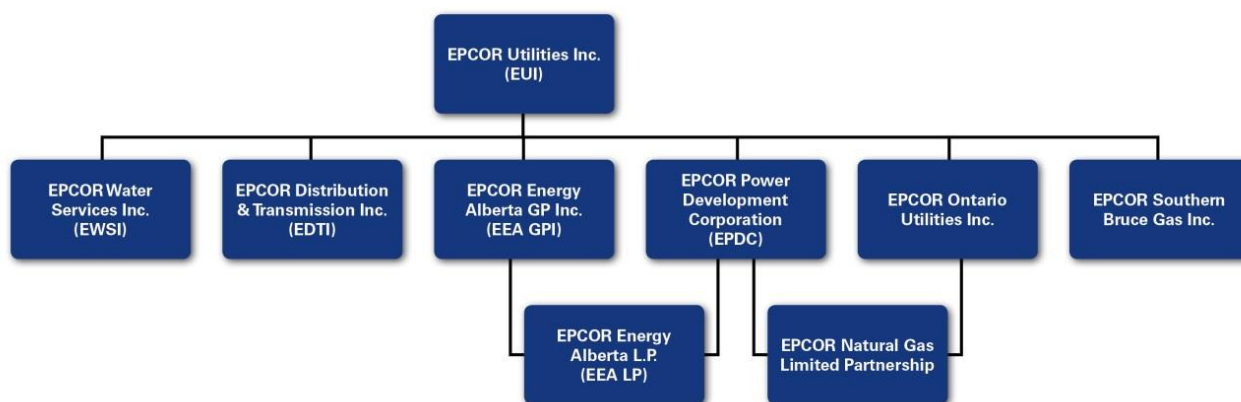 EPCOR Utilities Inc.
(EUI)
EPCOR Water
Services Inc.
(EWSI)
EPCOR Distribution
& Transmission Inc.
(EDTI)
EPCOR Energy
Alberta GP Inc.
(EEA GPI)
EPCOR Power
Development
Corporation
(EPDC)
EPCOR Ontario
Utilities Inc.
EPCOR Southern
Bruce Gas Inc.
EPCOR Energy
Alberta L.P.
(EEA LP)
EPCOR Natural Gas
Limited Partnership